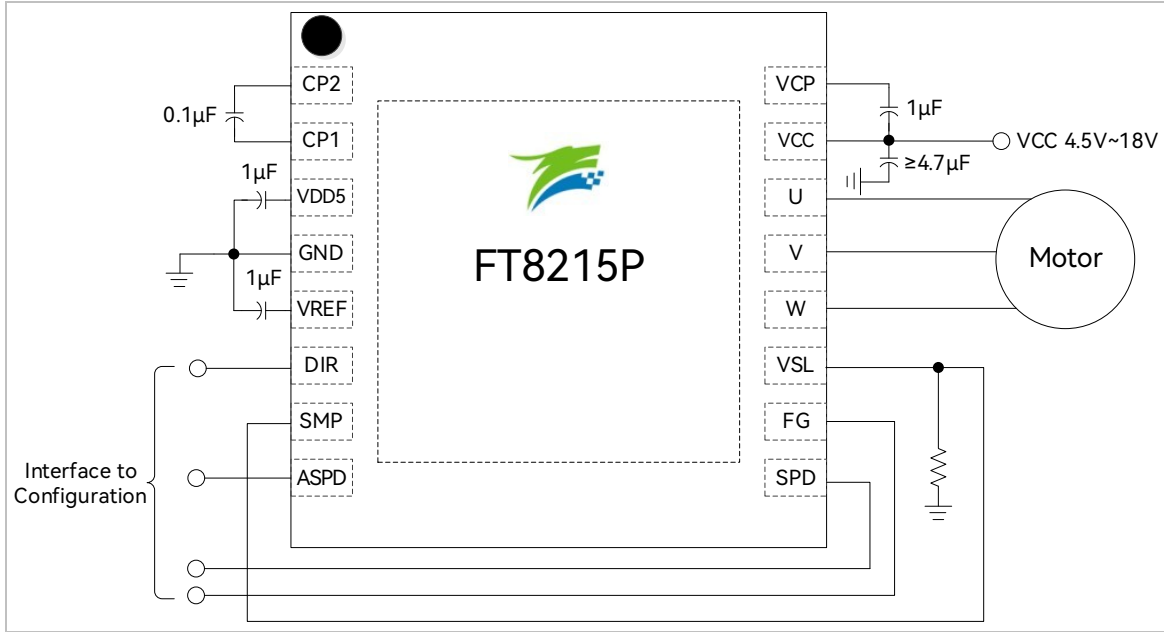 CP2
0.1µF
CP1
1µF
VDD5
GND
1µF
VREF
DIR
SMP
Interface to
Configuration
ASPD
FT8215P
VCP
1µF
VCC
VCC 4.5V~18V
≥4.7µF
U
V
Motor
W
VSL
FG
SPD